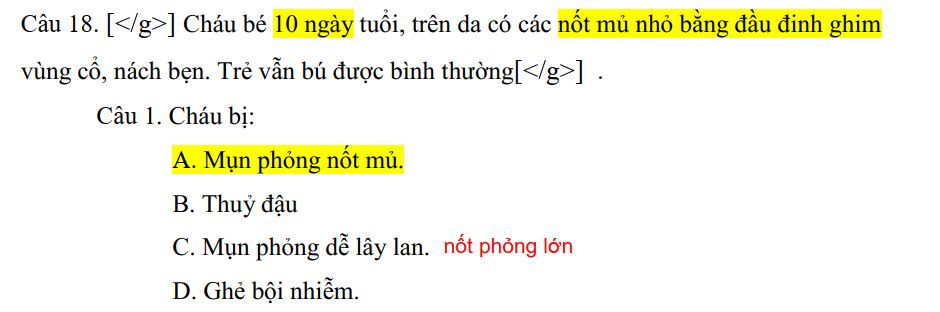 Câu 18. [</g>] Cháu bé 10 ngày tuổi, trên da có các nốt mủ nhỏ bằng đầu đinh ghim
vùng cổ, nách bẹn. Trẻ vẫn bú được bình thường[</g>] .
Câu 1. Cháu bị:
A. Mụn phỏng nốt mủ.
B. Thuỷ đậu
C. Mụn phỏng dễ lây lan. nốt phỏng lớn
D. Ghẻ bội nhiễm.